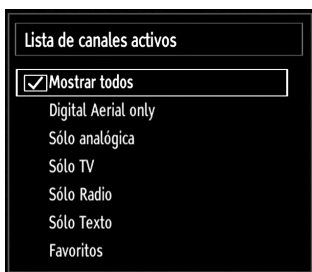 Lista de canales activos
Mostrar todos
Digital Aerial only
Sólo analógica
Sólo TV
Sólo Radio
Sólo Texto
Favoritos